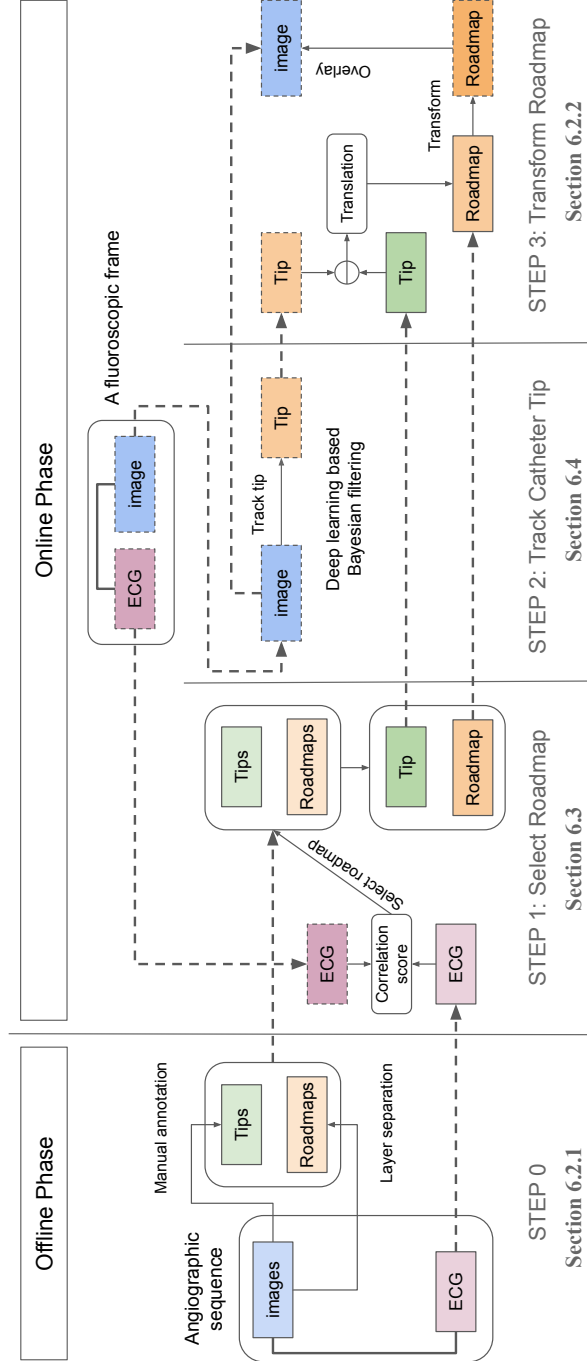 Offline Phase
Online Phase
Angiographic
sequence
images
ECG
Manual annotation
Tips
Roadmaps
Layer separation
STEP 0
Section 6.2.1
A fluoroscopic frame
ECG
image
ECG
Correlation
score
ECG
Select roadmap
Tips
Roadmaps
Tip
Roadmap
STEP 1: Select Roadmap
Section 6.3
image
Track tip
Tip
Deep learning based
Bayesian filtering
STEP 2: Track Catheter Tip
Section 6.4
Tip
Tip
Translation
Roadmap
Transform
Roadmap
Overlay
image
STEP 3: Transform Roadmap
Section 6.2.2